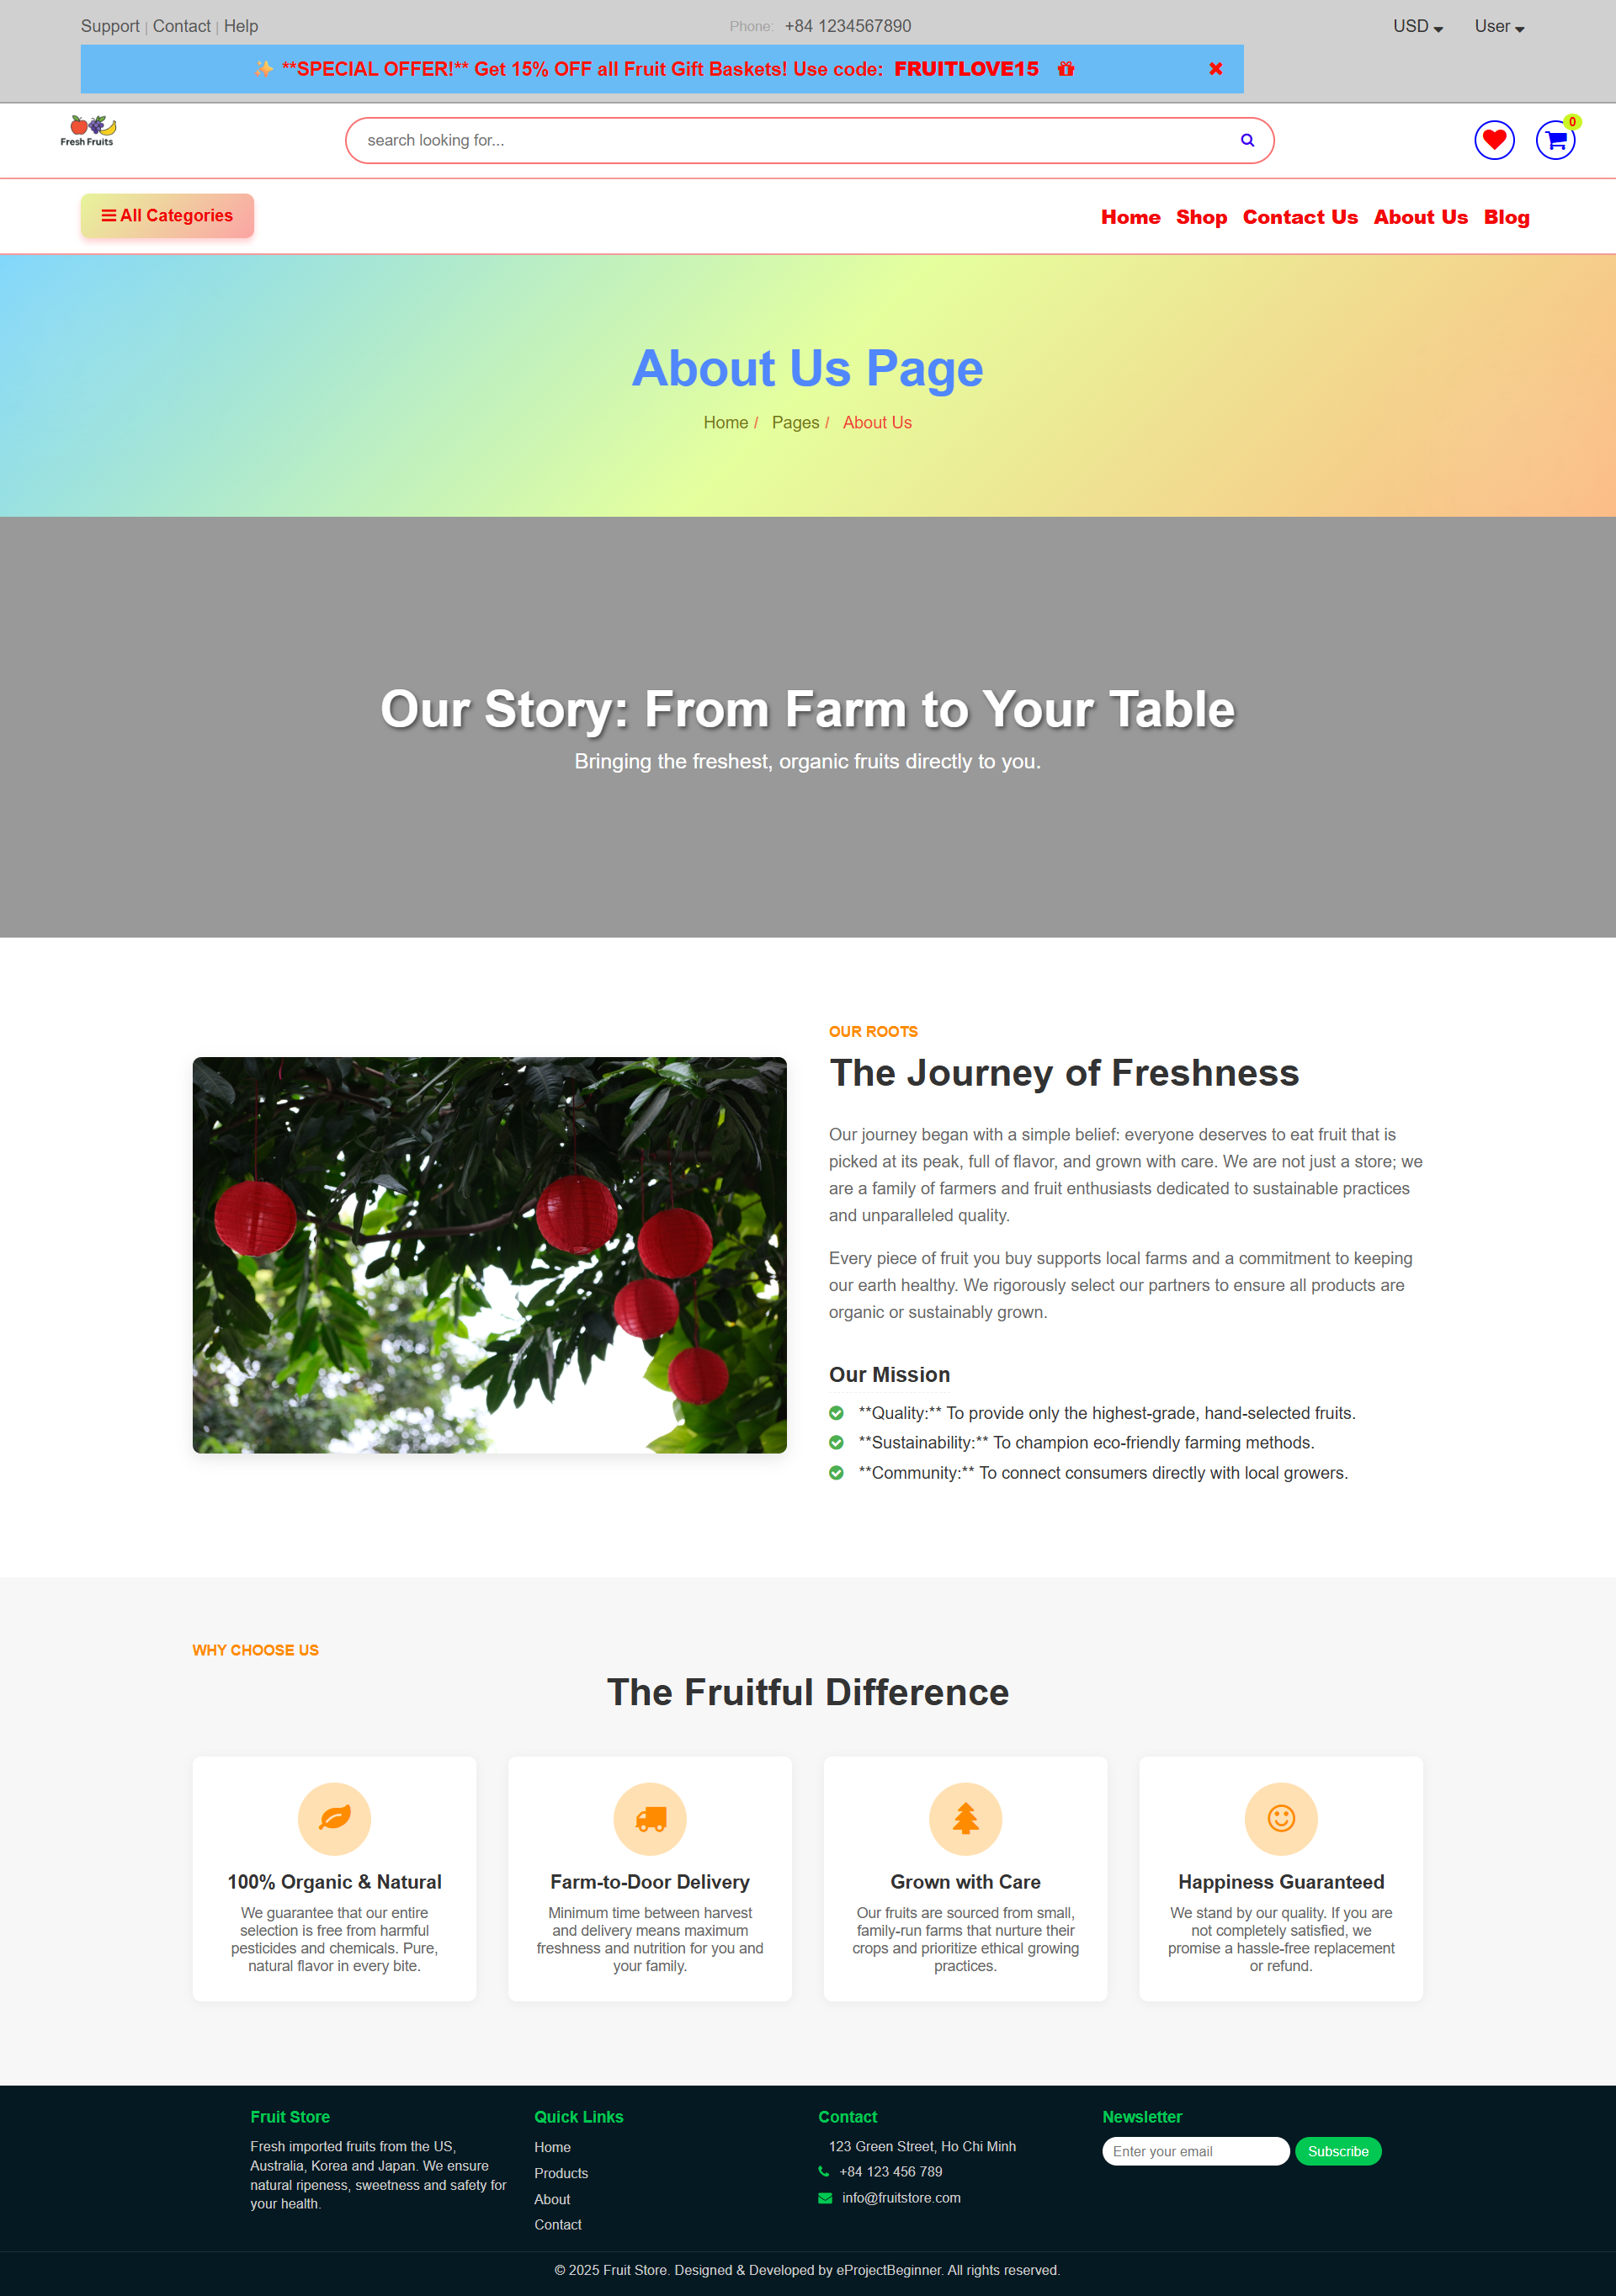 Support | Contact | Help
Phone: +84 1234567890
USD
User
✨ **SPECIAL OFFER!** Get 15% OFF all Fruit Gift Baskets! Use code: FRUITLOVE15
Fresh Fruits
search looking for...
0
All Categories
Home Shop Contact Us About Us Blog
About Us Page
Home / Pages / About Us
Our Story: From Farm to Your Table
Bringing the freshest, organic fruits directly to you.
OUR ROOTS
The Journey of Freshness
Our journey began with a simple belief: everyone deserves to eat fruit that is
picked at its peak, full of flavor, and grown with care. We are not just a store; we
are a family of farmers and fruit enthusiasts dedicated to sustainable practices
and unparalleled quality.
Every piece of fruit you buy supports local farms and a commitment to keeping
our earth healthy. We rigorously select our partners to ensure all products are
organic or sustainably grown.
Our Mission
**Quality:** To provide only the highest-grade, hand-selected fruits.
**Sustainability:** To champion eco-friendly farming methods.
**Community:** To connect consumers directly with local growers.
WHY CHOOSE US
The Fruitful Difference
100% Organic & Natural
We guarantee that our entire
selection is free from harmful
pesticides and chemicals. Pure,
natural flavor in every bite.
Farm-to-Door Delivery
Minimum time between harvest
and delivery means maximum
freshness and nutrition for you and
your family.
Grown with Care
Our fruits are sourced from small,
family-run farms that nurture their
crops and prioritize ethical growing
practices.
Happiness Guaranteed
We stand by our quality. If you are
not completely satisfied, we
promise a hassle-free replacement
or refund.
Fruit Store
Fresh imported fruits from the US,
Australia, Korea and Japan. We ensure
natural ripeness, sweetness and safety for
your health.
Quick Links
Home
Products
About
Contact
Contact
123 Green Street, Ho Chi Minh
+84 123 456 789
info@fruitstore.com
Newsletter
Enter your email
Subscribe
© 2025 Fruit Store. Designed & Developed by eProjectBeginner. All rights reserved.